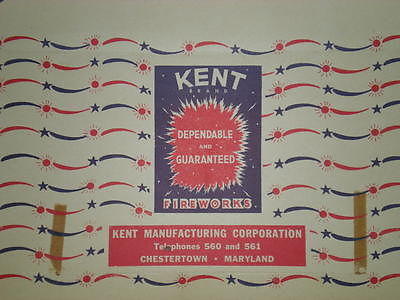 KENT
BRAND
DEPENDABLE
AND
GUARANTEED
FIREWORKS
KENT MANUFACTURING CORPORATION
Telephones 560 and 561
CHESTERTOWN • MARYLAND